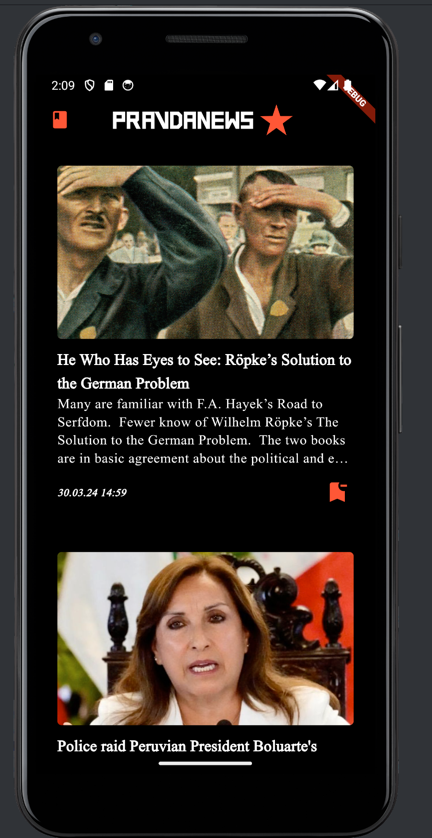 2:09
DEBUG
PRAVDANEWS
He Who Has Eyes to See: Röpke’s Solution to
the German Problem
Many are familiar with F.A. Hayek’s Road to
Serfdom.  Fewer know of Wilhelm Röpke’s The
Solution to the German Problem.  The two books
are in basic agreement about the political and e…
30.03.24 14:59
Police raid Peruvian President Boluarte's